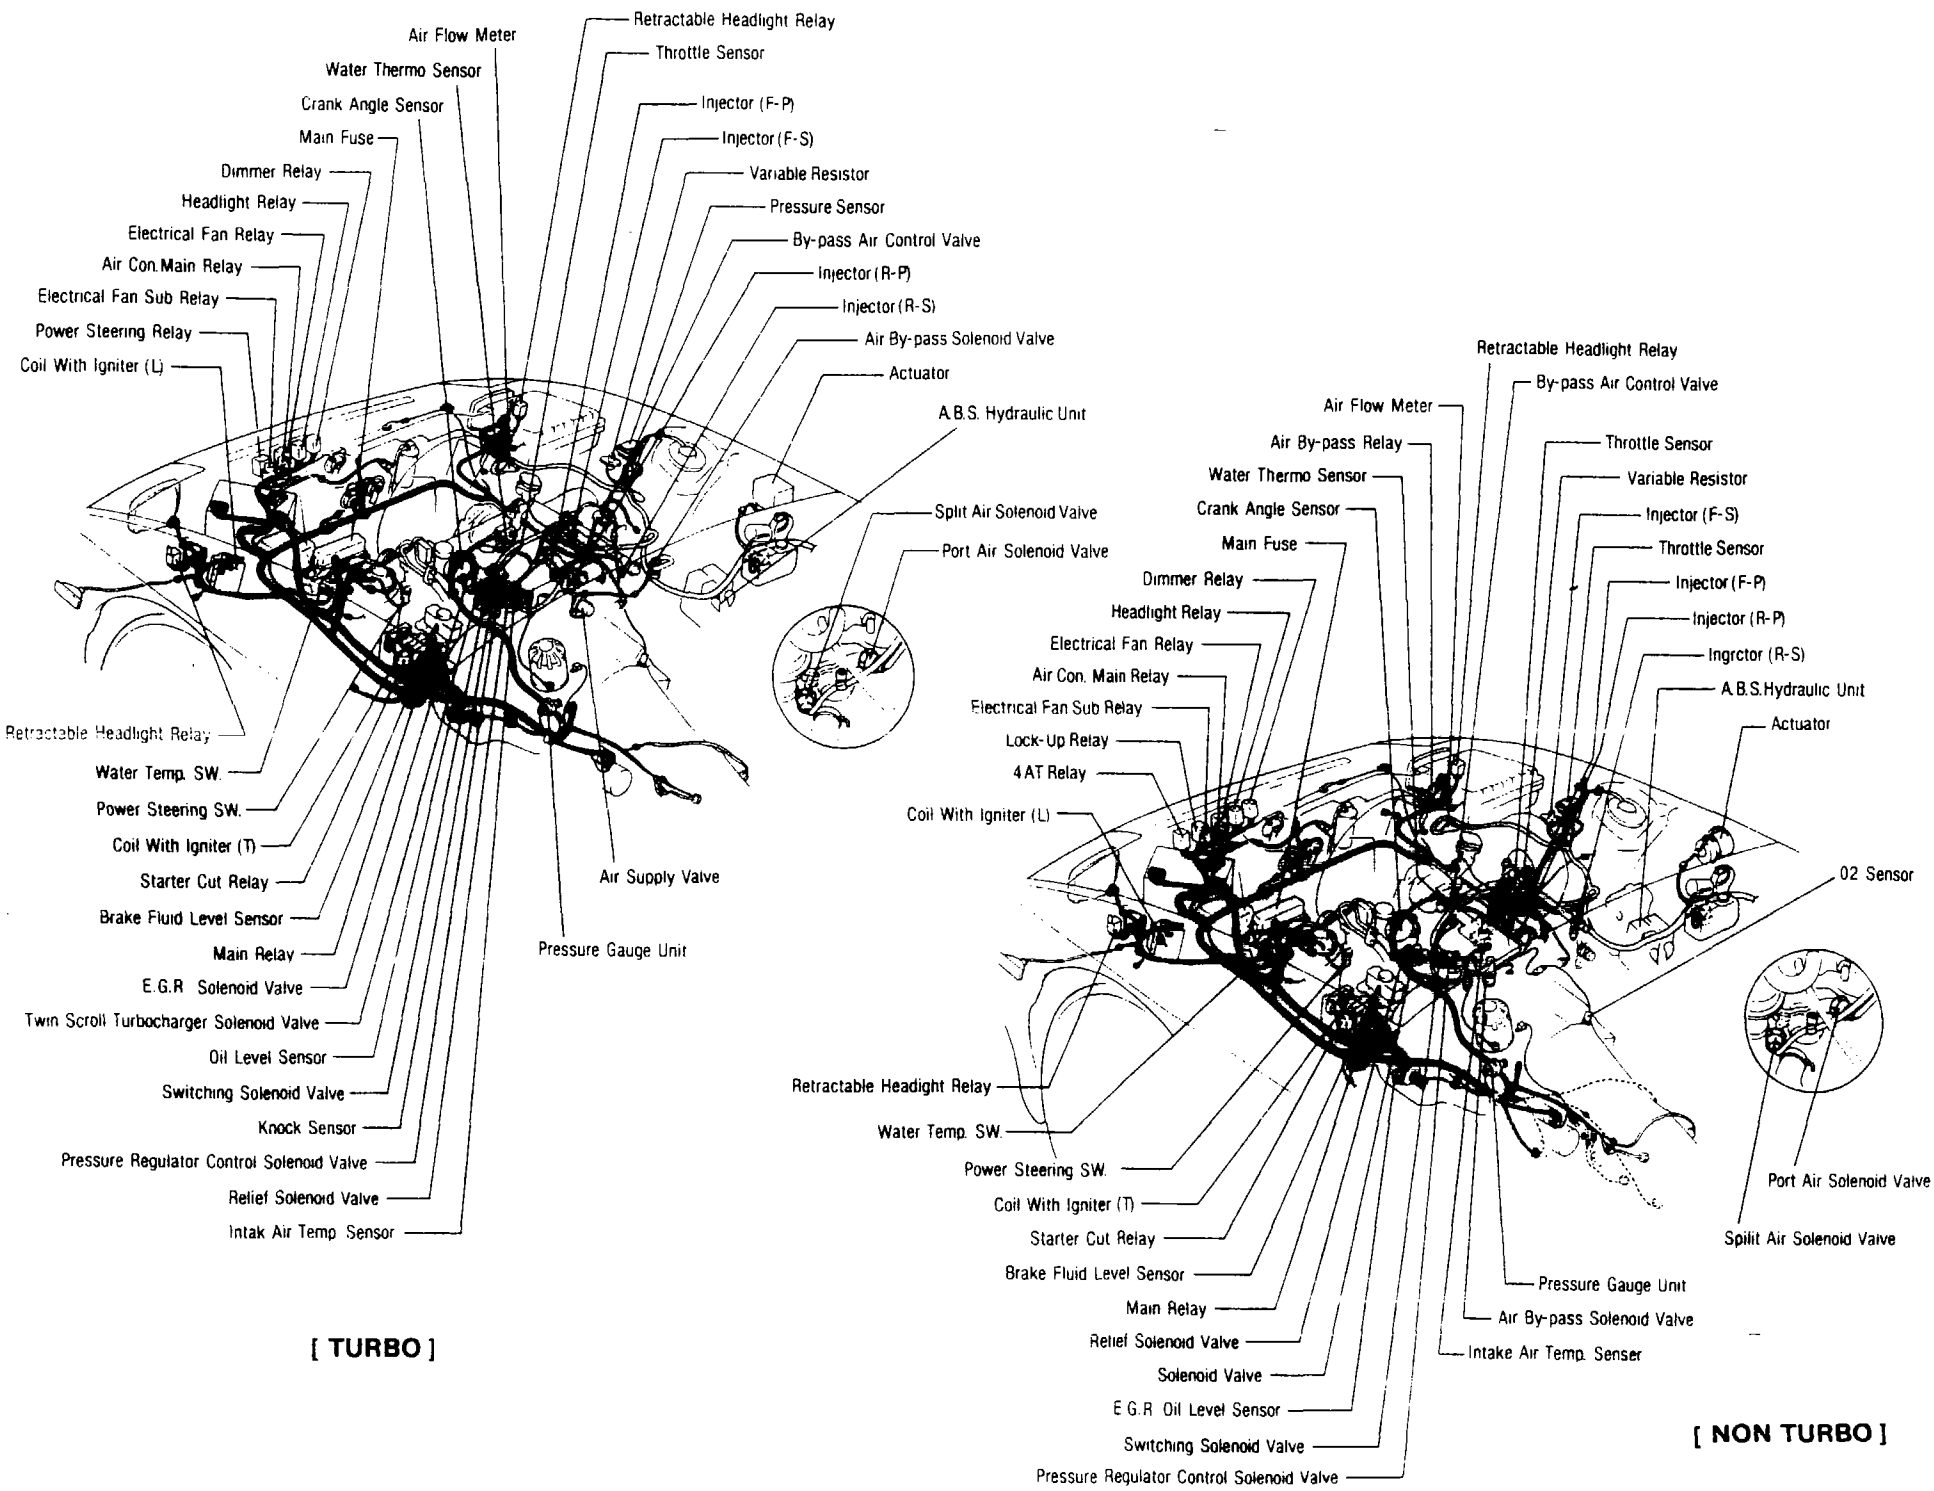 Retractable Headlight Relay
Air Flow Meter
Throttle Sensor
Water Thermo Sensor
Crank Angle Sensor
Injector (F-P)
Main Fuse
Injector (F-S)
Dimmer Relay
Variable Resistor
Headlight Relay
Pressure Sensor
Electrical Fan Relay
By-pass Air Control Valve
Air Con. Main Relay
Injector (R-P)
Electrical Fan Sub Relay
Injector (R-S)
Power Steering Relay
Air By-pass Solenoid Valve
Coil With Igniter (L)
Actuator
A.B.S. Hydraulic Unit
Split Air Solenoid Valve
Port Air Solenoid Valve
Retractable Headlight Relay
Water Temp. SW.
Power Steering SW.
Coil With Igniter (T)
Starter Cut Relay
Air Supply Valve
Brake Fluid Level Sensor
Main Relay
Pressure Gauge Unit
E.G.R Solenoid Valve
Twin Scroll Turbocharger Solenoid Valve
Oil Level Sensor
Switching Solenoid Valve
Knock Sensor
Pressure Regulator Control Solenoid Valve
Relief Solenoid Valve
Intak Air Temp Sensor
[ TURBO ]
Retractable Headlight Relay
By-pass Air Control Valve
Air Flow Meter
Air By-pass Relay
Throttle Sensor
Water Thermo Sensor
Variable Resistor
Crank Angle Sensor
Injector (F-S)
Main Fuse
Throttle Sensor
Dimmer Relay
Injector (F-P)
Headlight Relay
Injector (R-P)
Electrical Fan Relay
Ingrctor (R-S)
Air Con. Main Relay
A.B.S. Hydraulic Unit
Electrical Fan Sub Relay
Actuator
Lock-Up Relay
4AT Relay
Coil With Igniter (L)
02 Sensor
Retractable Headight Relay
Water Temp. SW.
Power Steering SW.
Port Air Solenoid Valve
Coil With Igniter (T)
Starter Cut Relay
Spilit Air Solenoid Valve
Brake Fluid Level Sensor
Pressure Gauge Unit
Main Relay
Air By-pass Solenoid Valve
Relief Solenoid Valve
Intake Air Temp. Senser
Solenoid Valve
E G.R Oil Level Sensor
Switching Solenoid Valve
Pressure Regulator Control Solenoid Valve
[ NON TURBO ]